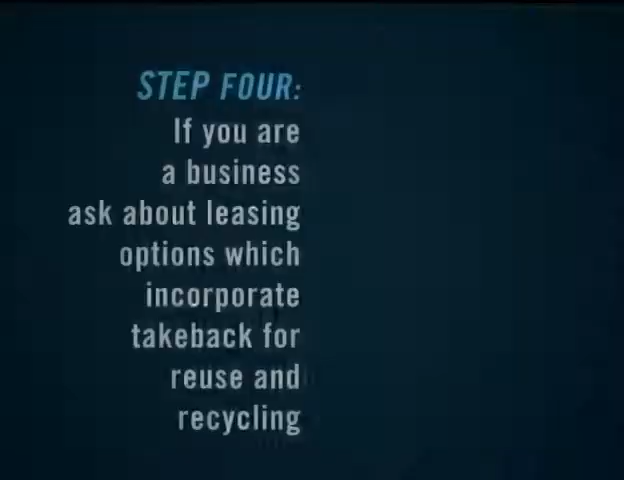 STEP FOUR:
If you are
a business
ask about leasing
options which
incorporate
takeback for
reuse and
recycling